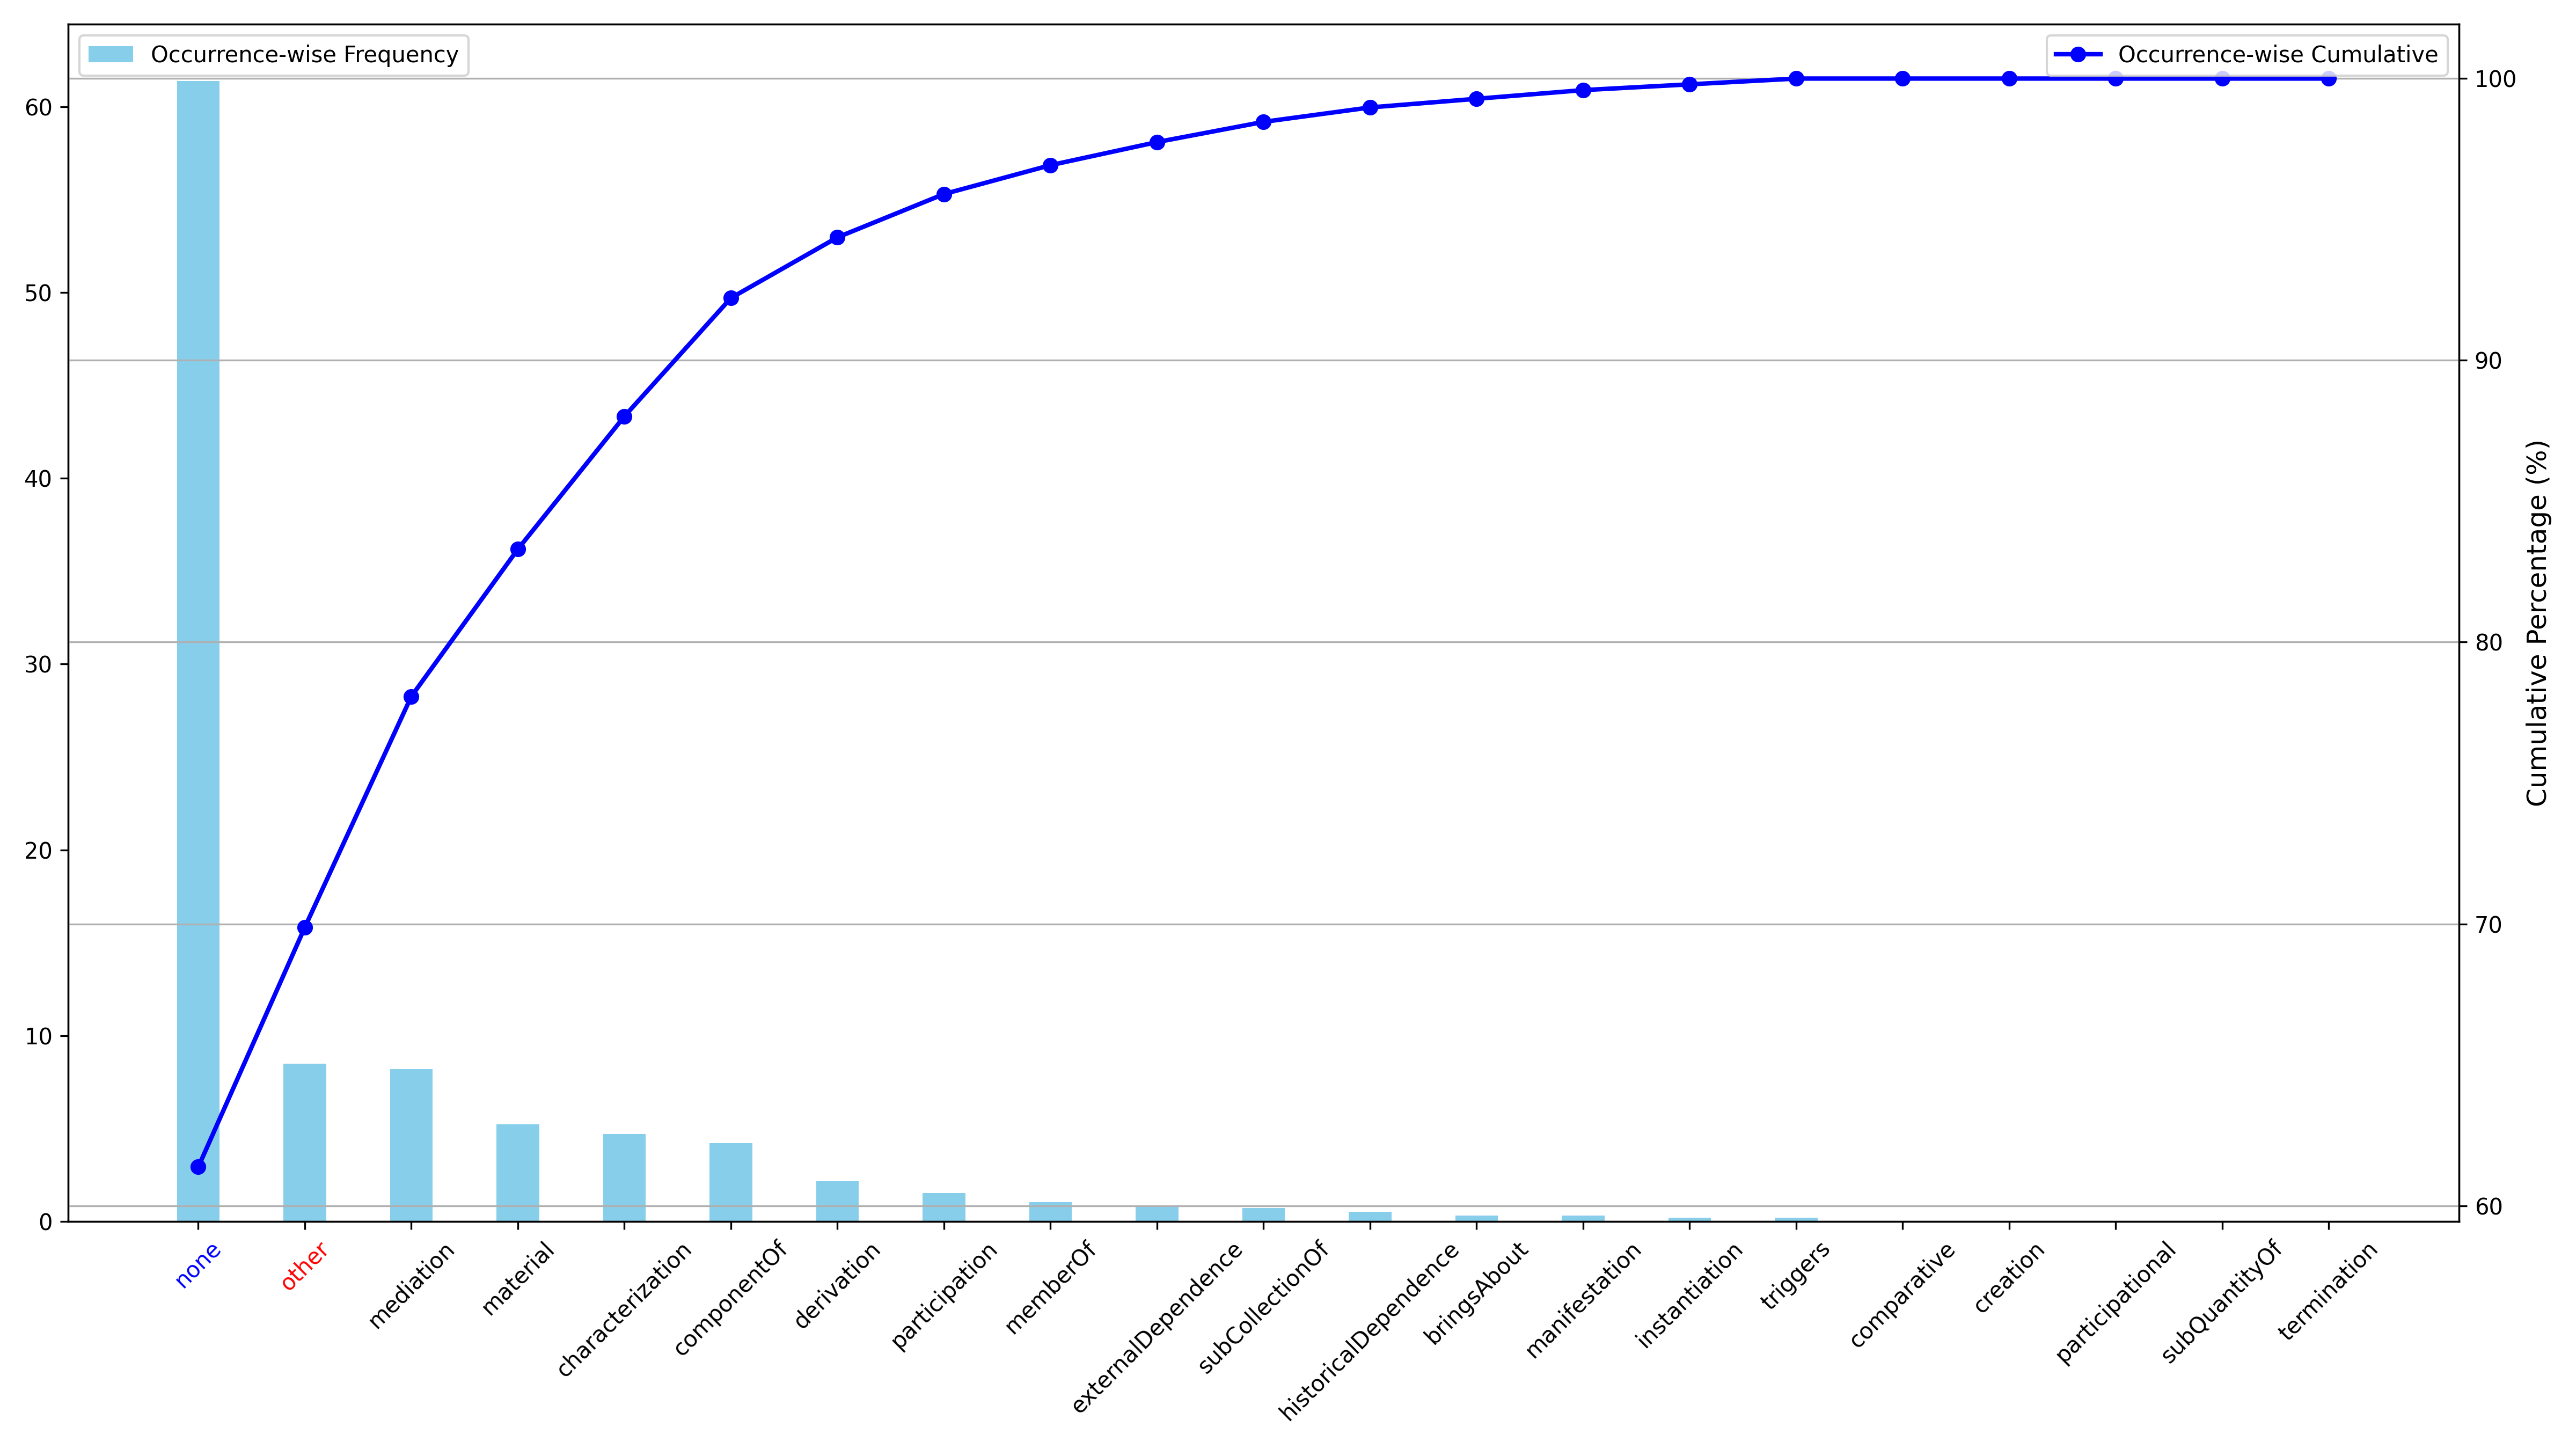 Occurrence-wise Frequency
Occurrence-wise Cumulative
60
50
40
30
20
10
0
100
90
80
70
60
Cumulative Percentage (%)
none
other
mediation
material
characterization
componentOf
derivation
participation
memberOf
externalDependence
subCollectionOf
historicalDependence
bringsAbout
manifestation
instantiation
triggers
comparative
creation
participational
subQuantityOf
termination